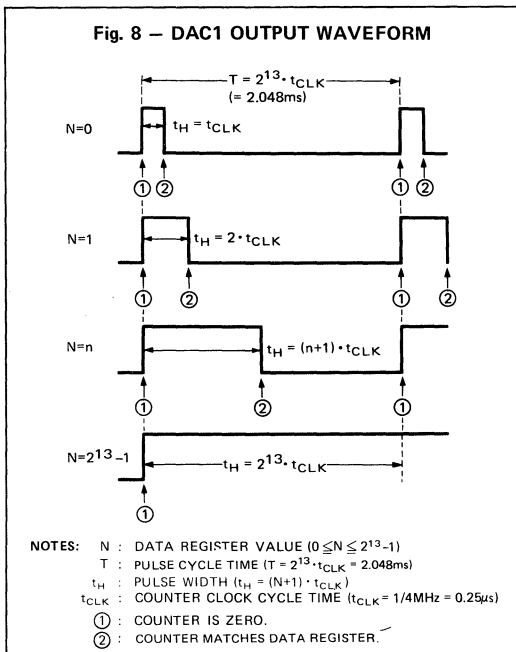 Fig. 8 — DAC1 OUTPUT WAVEFORM
T = 2¹³·tCLK
(= 2.048ms)
N=0
tH = tCLK
① ② ① ②
N=1
tH = 2·tCLK
① ② ① ②
N=n
tH = (n+1)·tCLK
① ② ①
N=2¹³-1
tH = 2¹³·tCLK
①
NOTES: N : DATA REGISTER VALUE (0 ≦ N ≦ 2¹³-1)
T : PULSE CYCLE TIME (T = 2¹³·tCLK = 2.048ms)
tH : PULSE WIDTH (tH = (N+1)·tCLK)
tCLK : COUNTER CLOCK CYCLE TIME (tCLK = 1/4MHz = 0.25μs)
① : COUNTER IS ZERO.
② : COUNTER MATCHES DATA REGISTER.